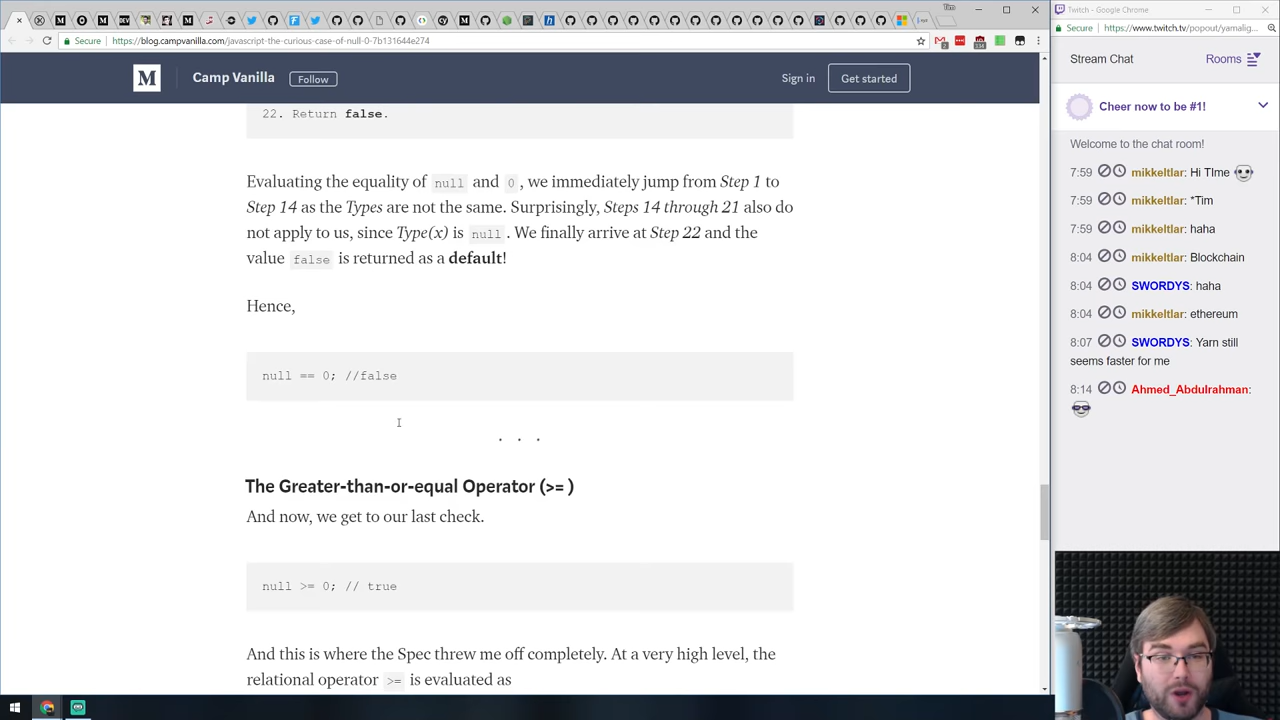 Tim
Secure
https://blog.campvanilla.com/javascript-the-curious-case-of-null-0-7b131644e274
M
Camp Vanilla
Follow
Sign in
Get started
22. Return false.
Evaluating the equality of null and 0, we immediately jump from Step 1 to
Step 14 as the Types are not the same. Surprisingly, Steps 14 through 21 also do
not apply to us, since Type(x) is null. We finally arrive at Step 22 and the
value false is returned as a default!
Hence,
null == 0; //false
. . .
The Greater-than-or-equal Operator (>= )
And now, we get to our last check.
null >= 0; // true
And this is where the Spec threw me off completely. At a very high level, the
relational operator >= is evaluated as
Twitch - Google Chrome
Secure
https://www.twitch.tv/popout/yamalig...
Stream Chat
Rooms
Cheer now to be #1!
Welcome to the chat room!
7:59 mikkeltlar: Hi TIme
7:59 mikkeltlar: *Tim
7:59 mikkeltlar: haha
8:04 mikkeltlar: Blockchain
8:04 SWORDYS: haha
8:04 mikkeltlar: ethereum
8:07 SWORDYS: Yarn still
seems faster for me
8:14 Ahmed_Abdulrahman: